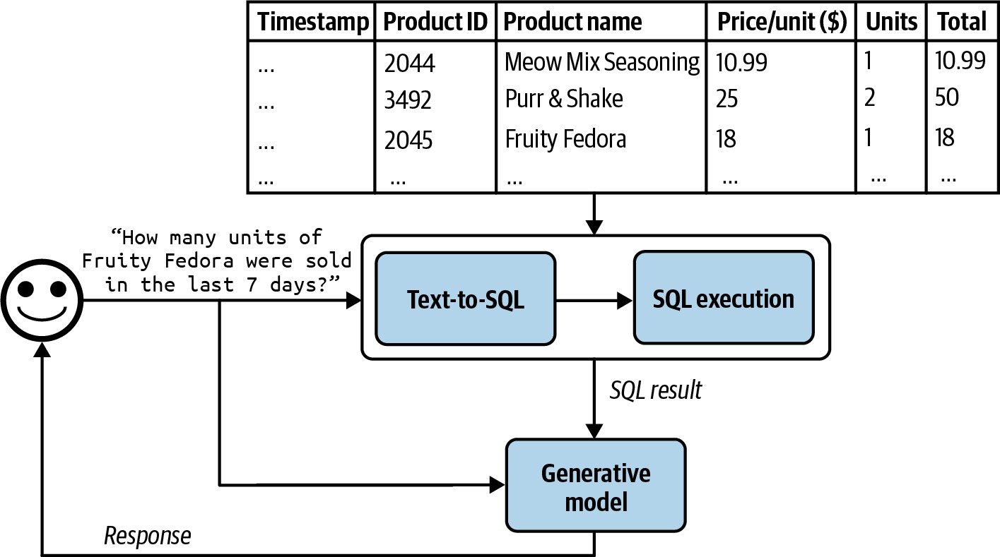 Timestamp Product ID Product name Price/unit ($) Units Total
... 2044 Meow Mix Seasoning 10.99 1 10.99
... 3492 Purr & Shake 25 2 50
... 2045 Fruity Fedora 18 1 18
... ... ... ... ... ...
“How many units of
Fruity Fedora were sold
in the last 7 days?”
Text-to-SQL
SQL execution
SQL result
Generative
model
Response